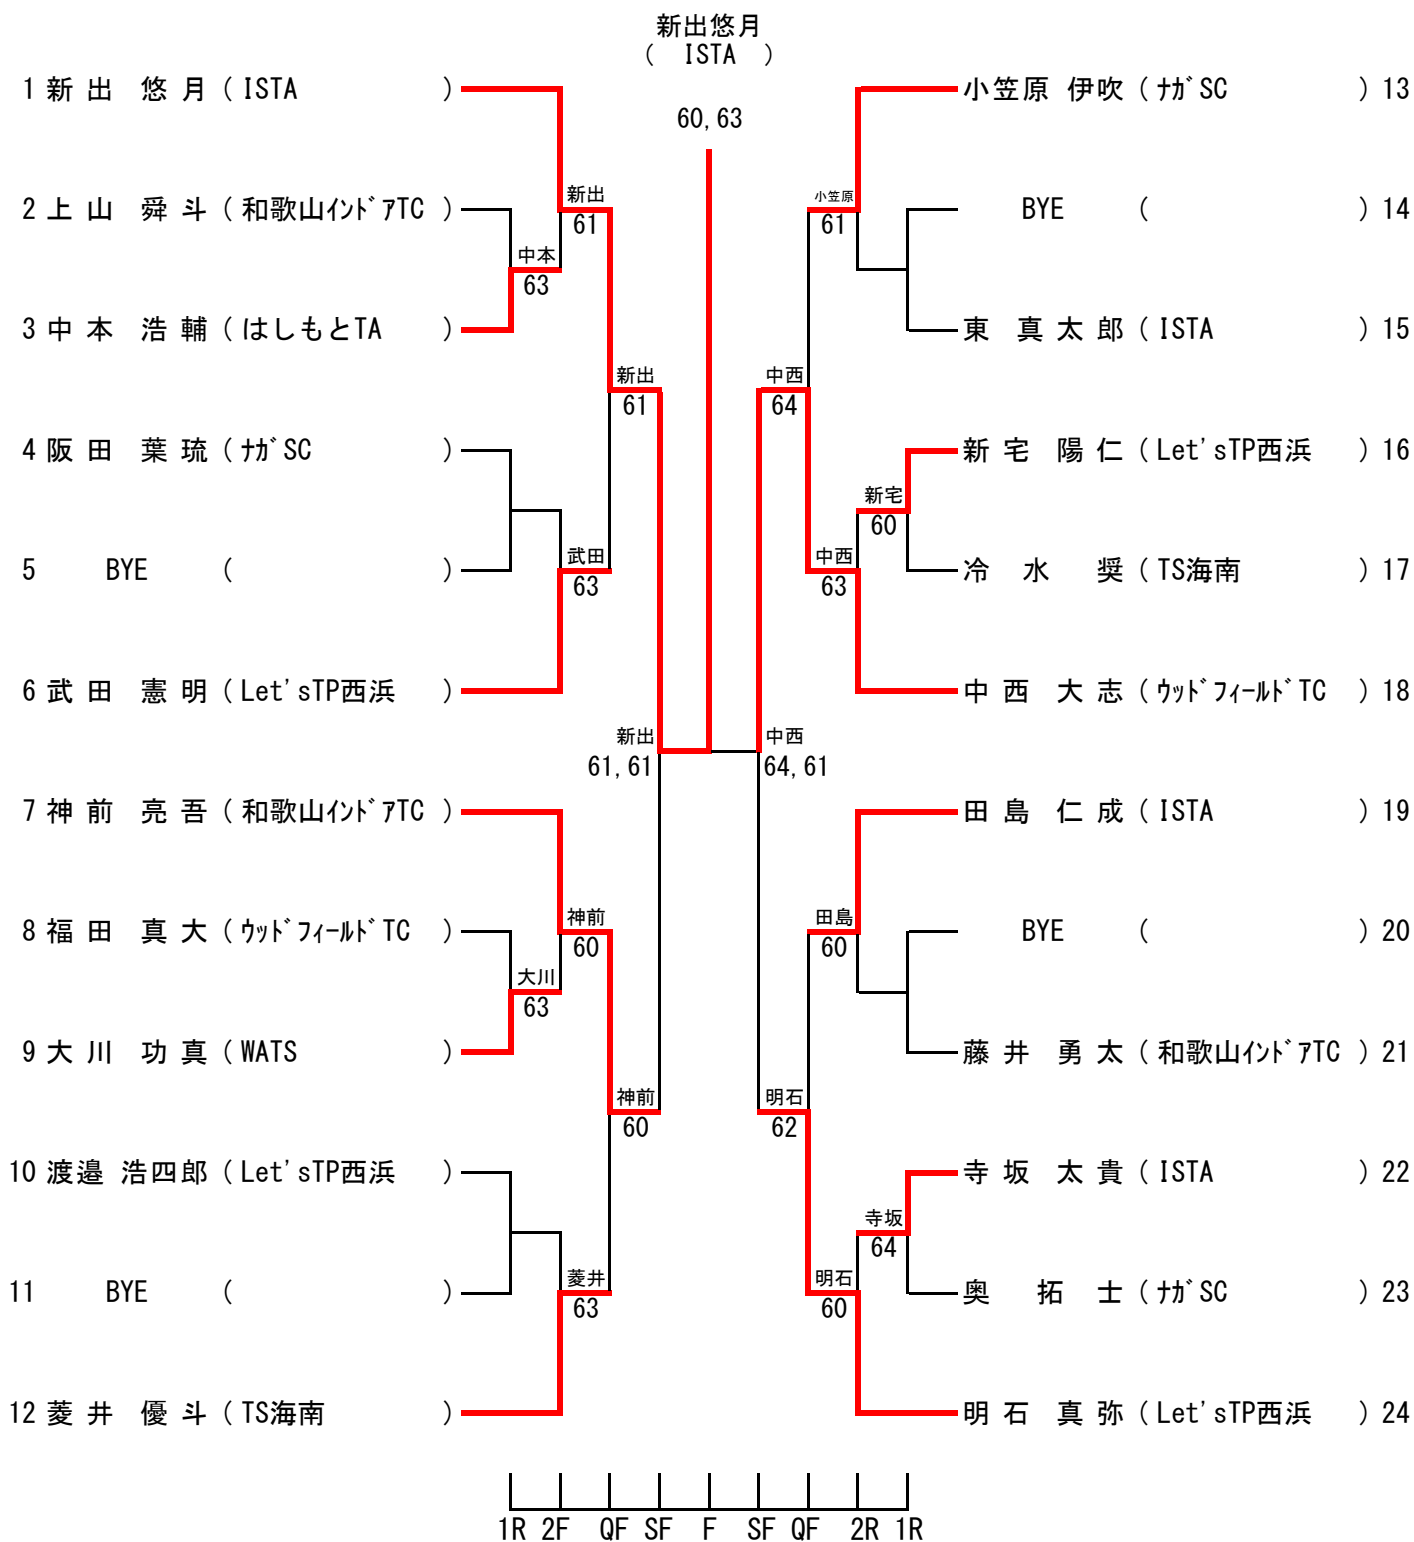 新出悠月
( ISTA )
60,63
1 新出 悠月 ( ISTA )
2 上山 舜斗 ( 和歌山ｲﾝﾄﾞｱTC )
3 中本 浩輔 ( はしもとTA )
4 阪田 葉琉 ( ﾅｶﾞSC )
5 BYE ( )
6 武田 憲明 ( Let'sTP西浜 )
7 神前 亮吾 ( 和歌山ｲﾝﾄﾞｱTC )
8 福田 真大 ( ｳｯﾄﾞﾌｨｰﾙﾄﾞTC )
9 大川 功真 ( WATS )
10 渡邉 浩四郎 ( Let'sTP西浜 )
11 BYE ( )
12 菱井 優斗 ( TS海南 )
中本
63
大川
63
新出
61
武田
63
神前
60
菱井
63
新出
61
神前
60
新出
61,61
中西
64,61
中西
64
明石
62
小笠原
61
中西
63
田島
60
明石
60
新宅
60
寺坂
64
小笠原 伊吹 ( ﾅｶﾞSC ) 13
BYE ( ) 14
東 真太郎 ( ISTA ) 15
新宅 陽仁 ( Let'sTP西浜 ) 16
冷水 奨 ( TS海南 ) 17
中西 大志 ( ｳｯﾄﾞﾌｨｰﾙﾄﾞTC ) 18
田島 仁成 ( ISTA ) 19
BYE ( ) 20
藤井 勇太 ( 和歌山ｲﾝﾄﾞｱTC ) 21
寺坂 太貴 ( ISTA ) 22
奥 拓士 ( ﾅｶﾞSC ) 23
明石 真弥 ( Let'sTP西浜 ) 24
1R 2F QF SF F SF QF 2R 1R